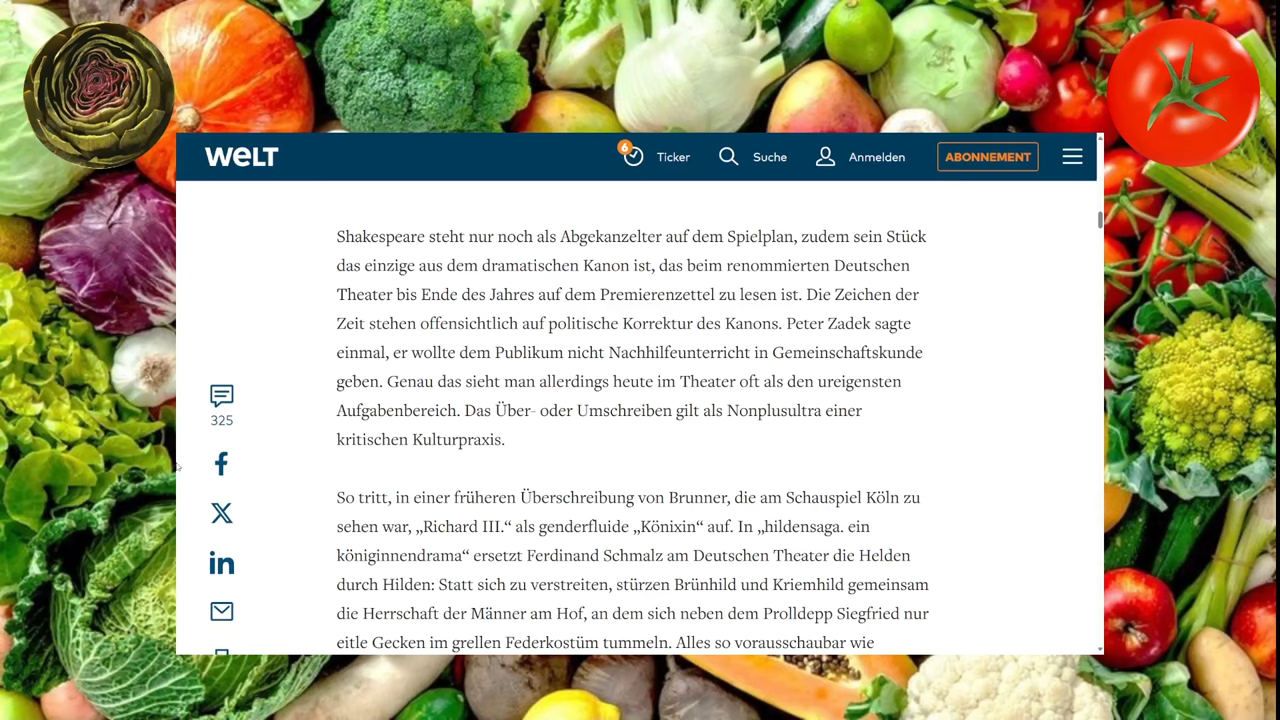 WELT
6
Ticker
Suche
Anmelden
ABONNEMENT
Shakespeare steht nur noch als Abgekanzelter auf dem Spielplan, zudem sein Stück
das einzige aus dem dramatischen Kanon ist, das beim renommierten Deutschen
Theater bis Ende des Jahres auf dem Premierenzettel zu lesen ist. Die Zeichen der
Zeit stehen offensichtlich auf politische Korrektur des Kanons. Peter Zadek sagte
einmal, er wollte dem Publikum nicht Nachhilfeunterricht in Gemeinschaftskunde
geben. Genau das sieht man allerdings heute im Theater oft als den ureigensten
Aufgabenbereich. Das Über- oder Umschreiben gilt als Nonplusultra einer
kritischen Kulturpraxis.
325
So tritt, in einer früheren Überschreibung von Brunner, die am Schauspiel Köln zu
sehen war, „Richard III.“ als genderfluide „Könixin“ auf. In „hildensaga. ein
königinnendrama“ ersetzt Ferdinand Schmalz am Deutschen Theater die Helden
durch Hilden: Statt sich zu verstreiten, stürzen Brünhild und Kriemhild gemeinsam
die Herrschaft der Männer am Hof, an dem sich neben dem Prolldepp Siegfried nur
eitle Gecken im grellen Federkostüm tummeln. Alles so vorausschaubar wie